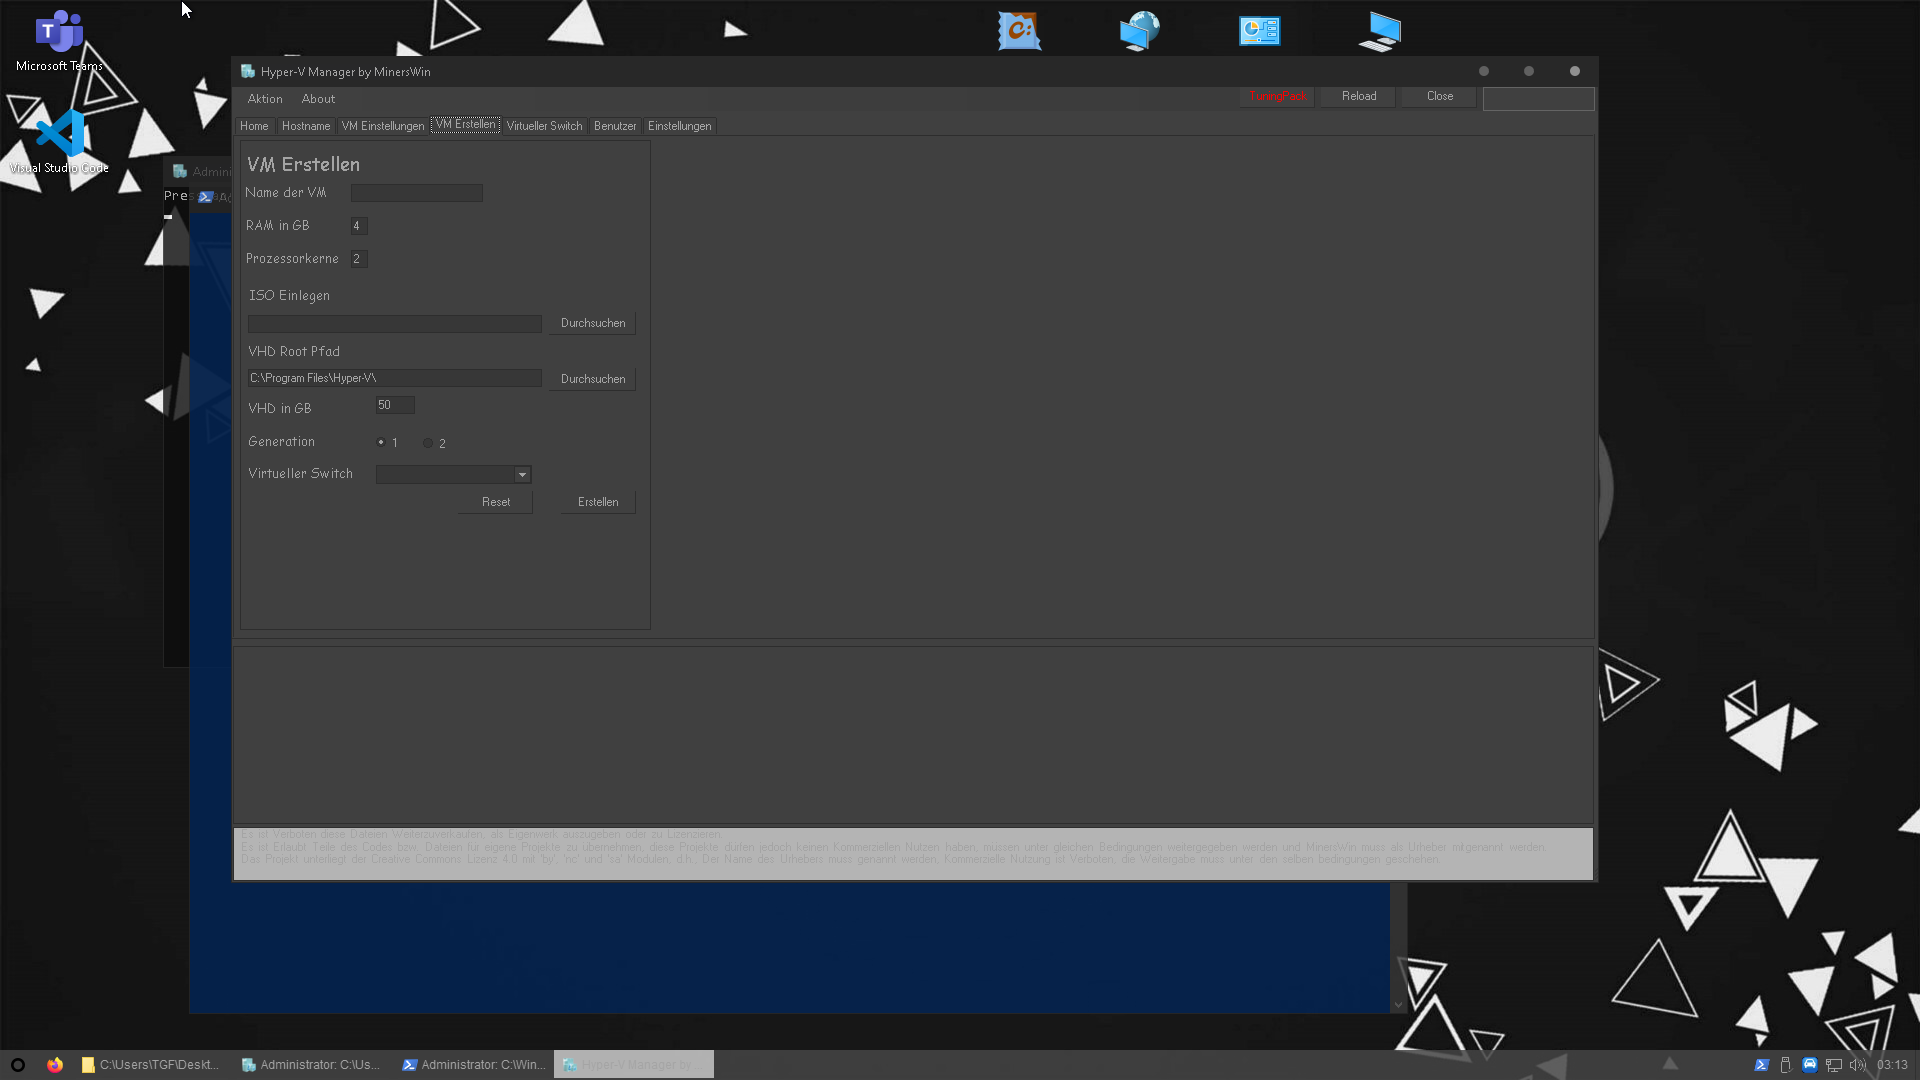 Microsoft Teams
Visual Studio Code
Hyper-V Manager by MinersWin
Aktion About
TuningPack Reload Close
Home Hostname VM Einstellungen VM Erstellen Virtueller Switch Benutzer Einstellungen
VM Erstellen
Name der VM
RAM in GB 4
Prozessorkerne 2
ISO Einlegen
Durchsuchen
VHD Root Pfad
C:\Program Files\Hyper-V\ Durchsuchen
VHD in GB 50
Generation 1 2
Virtueller Switch
Reset Erstellen
Es ist Verboten diese Dateien Weiterzuverkaufen, als Eigenwerk auszugeben oder zu Lizenzieren
Es ist Erlaubt Teile des Codes bzw. Dateien für eigene Projekte zu übernehmen, diese Projekte dürfen jedoch keinen Kommerziellen Nutzen haben, müssen unter gleichen Bedingungen weitergegeben werden und MinersWin muss als Urheber mitgenannt werden.
Das Projekt unterliegt der Creative Commons Lizenz 4.0 mit 'by', 'nc' und 'sa' Modulen, d.h.: Der Name des Urhebers muss genannt werden, Kommerzielle Nutzung ist Verboten, die Weitergabe muss unter den selben bedingungen geschehen.
C:\Users\TGF\Deskt... Administrator: C:\Us... Administrator: C:\Win... Hyper-V Manager by ... 03:13